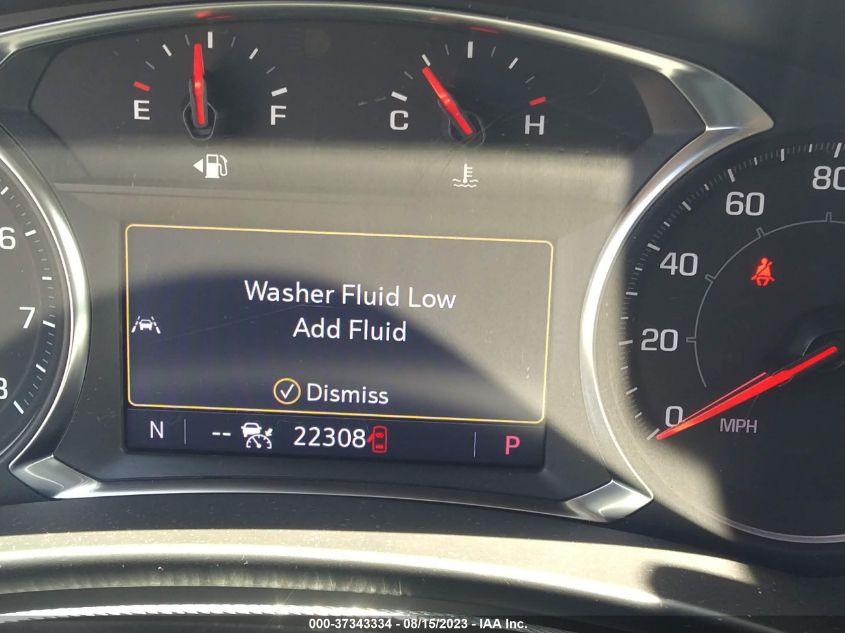 E F
C H
6
7
8
Washer Fluid Low
Add Fluid
Dismiss
N -- 22308 P
80
60
40
20
0
MPH
000-37343334 - 08/15/2023 - IAA Inc.